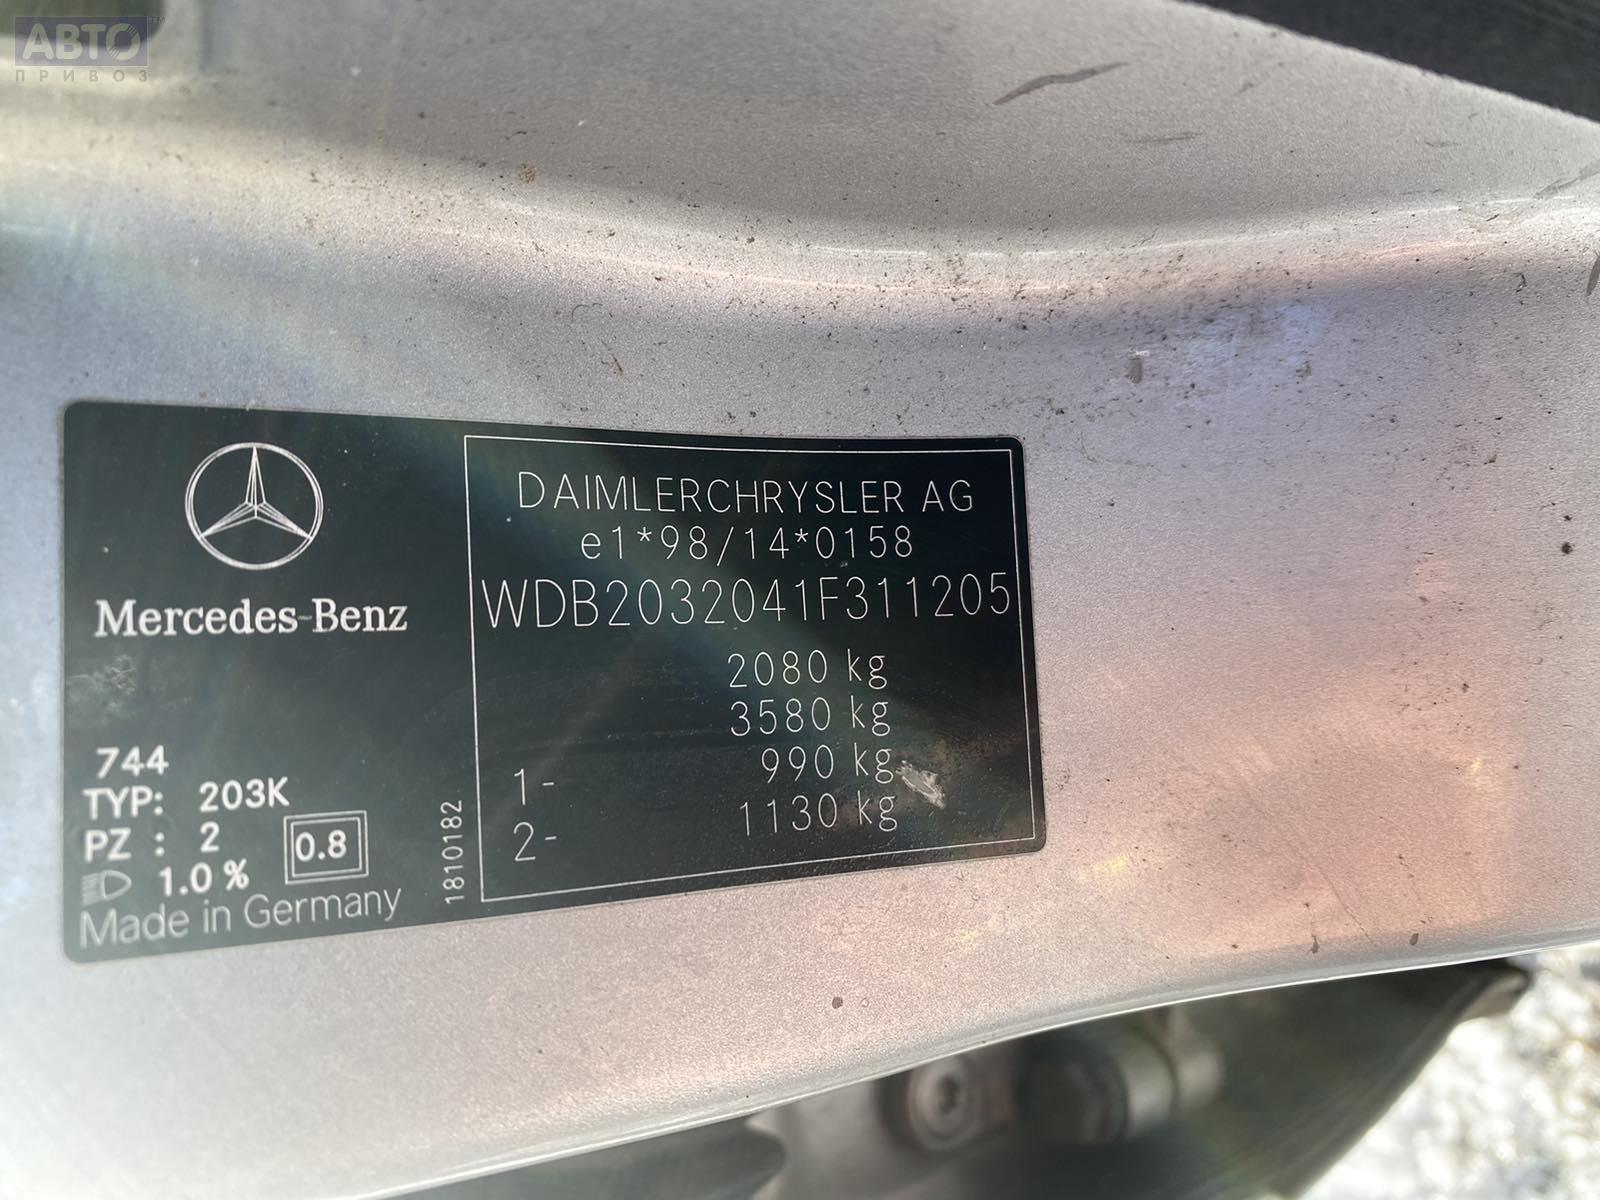 АВТО
ПРИВОЗ
DAIMLERCHRYSLER AG
e1*98/14*0158
WDB2032041F311205
2080 kg
3580 kg
1- 990 kg
2- 1130 kg
Mercedes-Benz
744
TYP: 203K
PZ : 2
1.0 %
0.8
Made in Germany
1810182